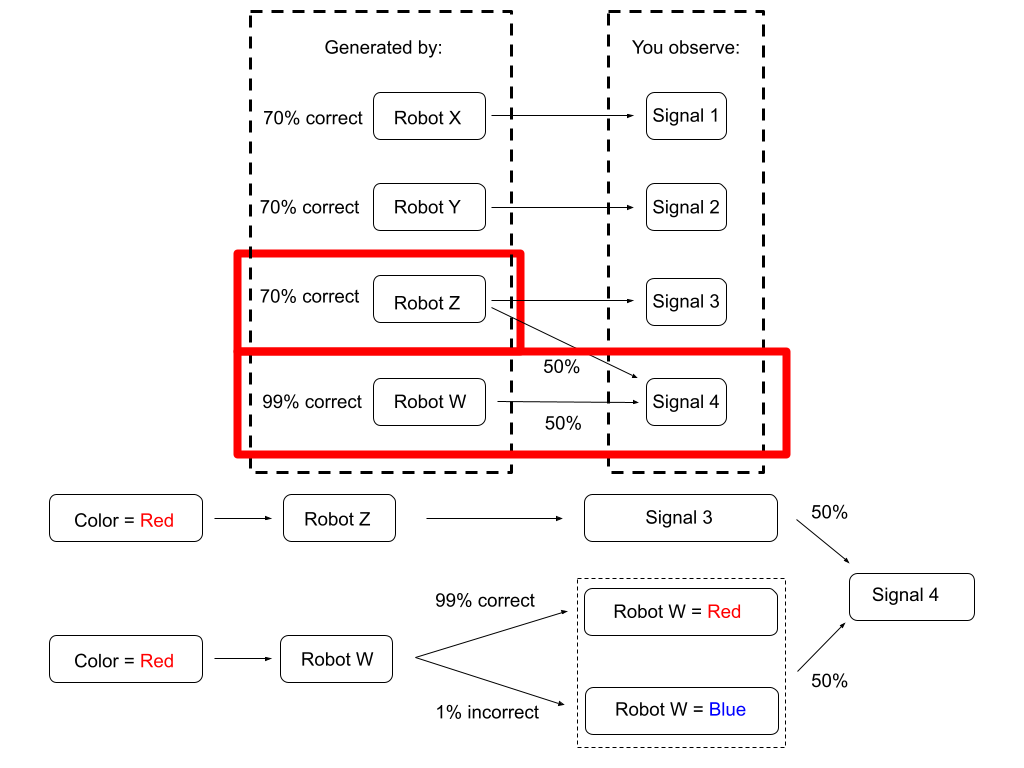 Generated by:
You observe:
70% correct
Robot X
Signal 1
70% correct
Robot Y
Signal 2
70% correct
Robot Z
Signal 3
50%
99% correct
Robot W
Signal 4
50%
Color = Red
Robot Z
Signal 3
50%
Signal 4
99% correct
Robot W = Red
Color = Red
Robot W
50%
1% incorrect
Robot W = Blue